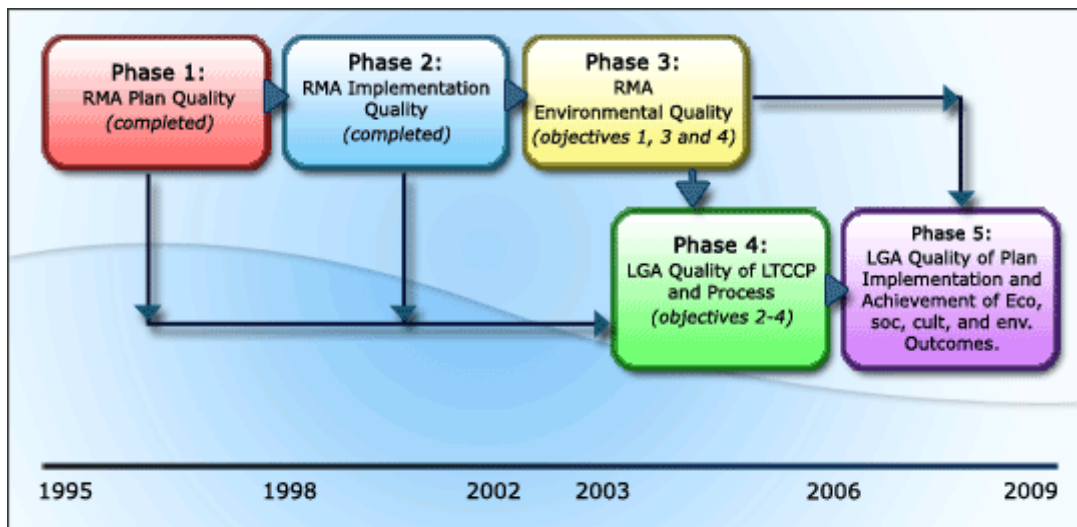 Phase 1:
RMA Plan Quality
(completed)
Phase 2:
RMA Implementation
Quality
(completed)
Phase 3:
RMA
Environmental Quality
(objectives 1, 3 and 4)
Phase 4:
LGA Quality of LTCCP
and Process
(objectives 2-4)
Phase 5:
LGA Quality of Plan
Implementation and
Achievement of Eco,
soc, cult, and env.
Outcomes.
1995 1998 2002 2003 2006 2009